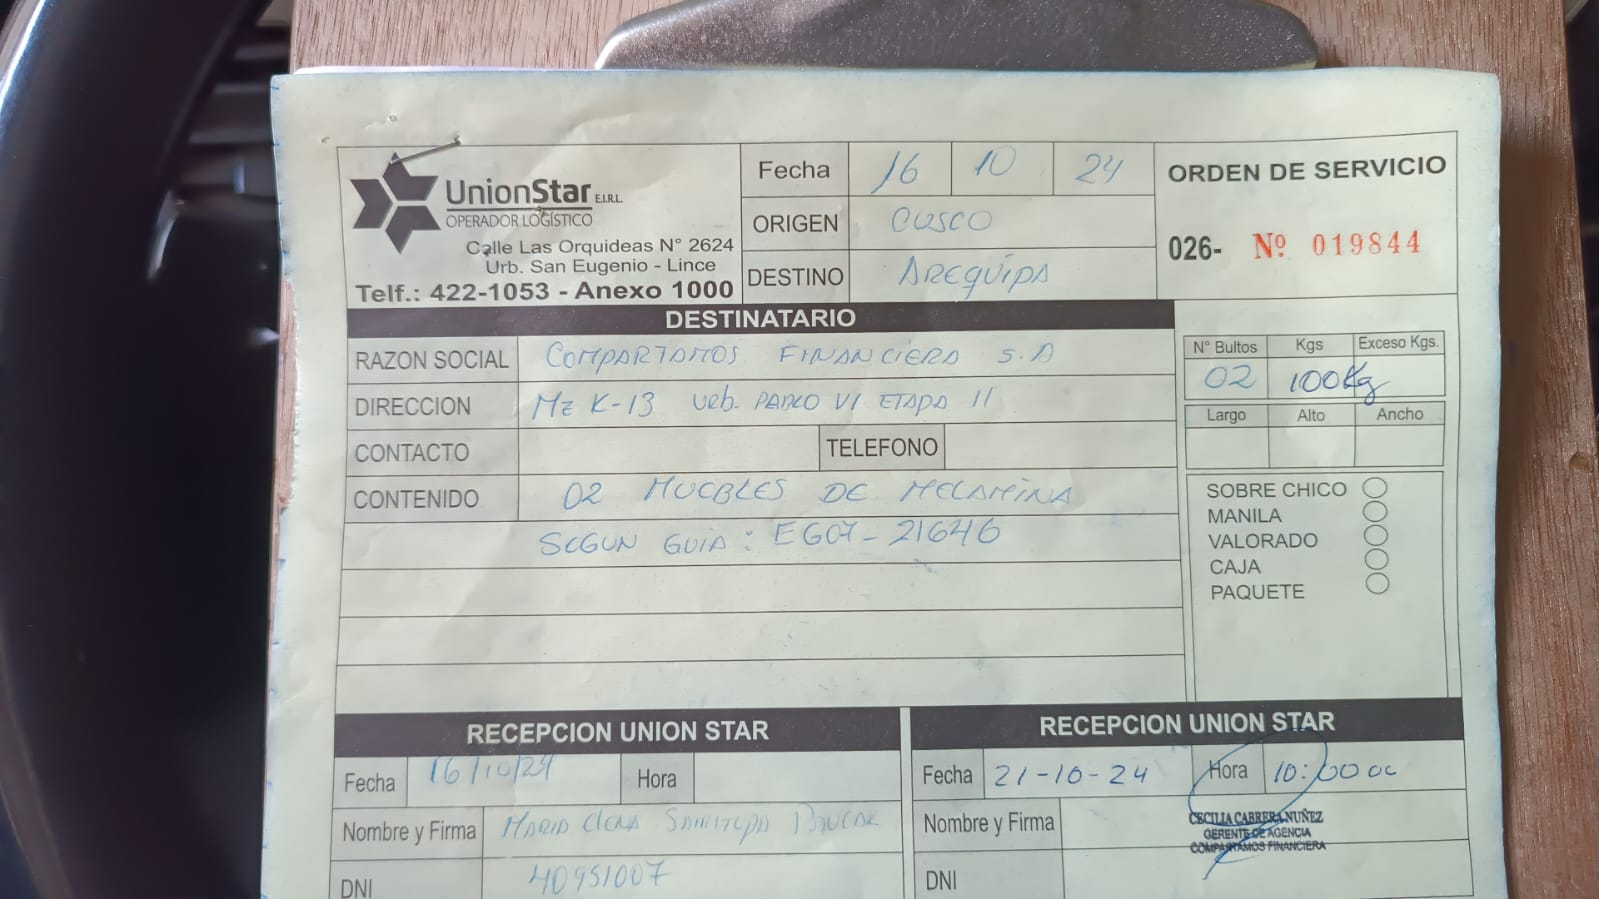 UnionStar E.I.R.L.
OPERADOR LOGÍSTICO
Calle Las Orquideas N° 2624
Urb. San Eugenio - Lince
Telf.: 422-1053 - Anexo 1000
Fecha 16 10 24
ORIGEN CUSCO
DESTINO AREQUIPA
ORDEN DE SERVICIO
026- Nº 019844
DESTINATARIO
RAZON SOCIAL COMPARTAMOS FINANCIERA S.A
DIRECCION Mz K-13 Urb. PABLO VI ETAPA II
CONTACTO TELEFONO
CONTENIDO 02 MUEBLES DE MELAMINA
SEGUN GUIA: EG07-21646
N° Bultos Kgs Exceso Kgs.
02 100Kg
Largo Alto Ancho
SOBRE CHICO
MANILA
VALORADO
CAJA
PAQUETE
RECEPCION UNION STAR
Fecha 16/10/24 Hora
Nombre y Firma MARIA
DNI 40951007
RECEPCION UNION STAR
Fecha 21-10-24 Hora 10:00
Nombre y Firma
CECILIA CABRERA NUÑEZ
GERENTE DE AGENCIA
COMPARTAMOS FINANCIERA
DNI